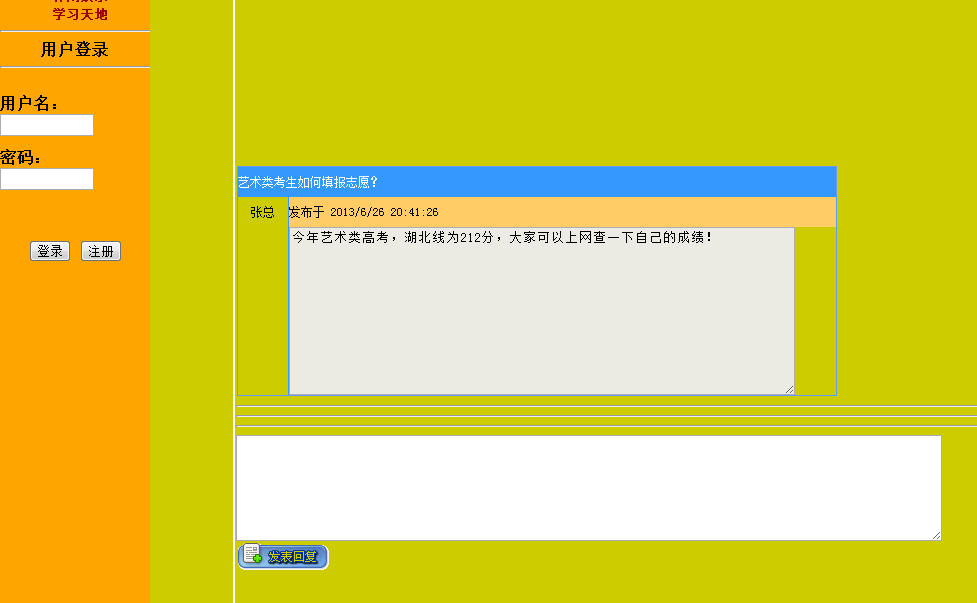 学习天地
用户登录
用户名：
密码：
登录 注册
艺术类考生如何填报志愿？
张总 发布于 2013/6/26 20:41:26
今年艺术类高考，湖北线为212分，大家可以上网查一下自己的成绩！
发表回复